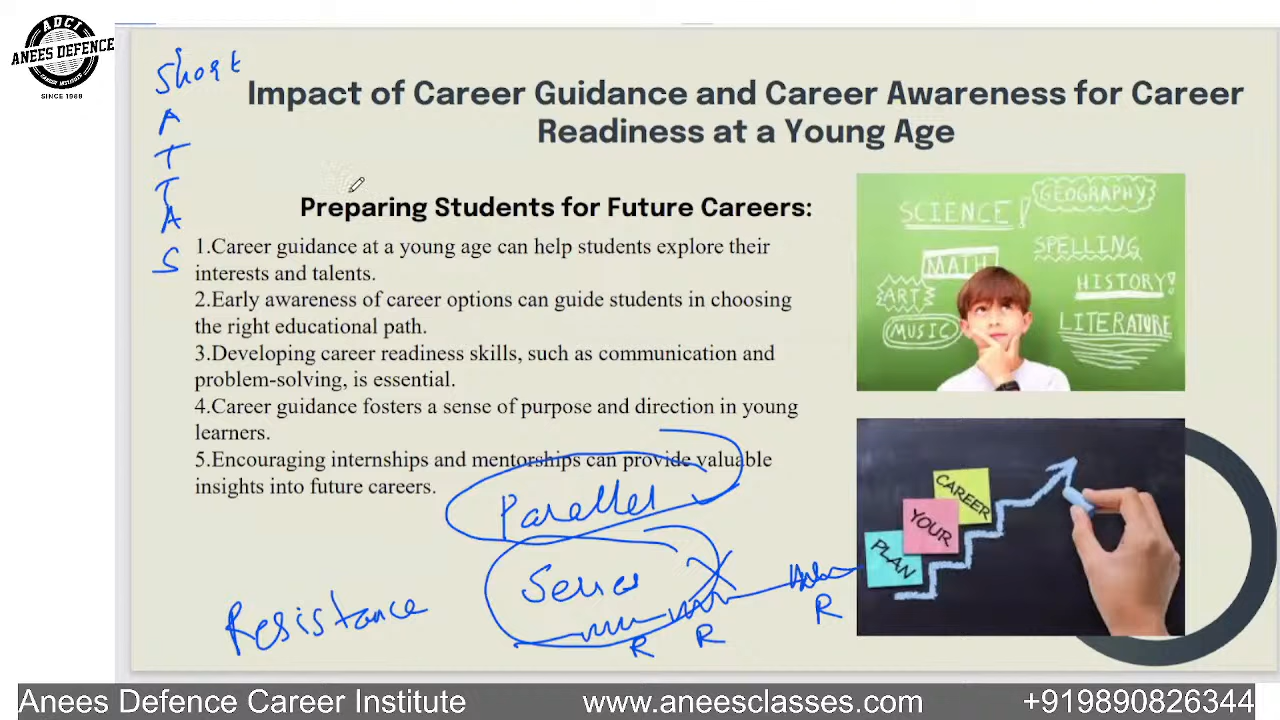 ADCI
ANEES DEFENCE
CAREER INSTITUTE
SINCE 1968
Short
A
T
T
A
S
Impact of Career Guidance and Career Awareness for Career
Readiness at a Young Age
Preparing Students for Future Careers:
1.Career guidance at a young age can help students explore their
interests and talents.
2.Early awareness of career options can guide students in choosing
the right educational path.
3.Developing career readiness skills, such as communication and
problem-solving, is essential.
4.Career guidance fosters a sense of purpose and direction in young
learners.
5.Encouraging internships and mentorships can provide valuable
insights into future careers.
SCIENCE!
GEOGRAPHY
MATH
SPELLING
ART
HISTORY!
MUSIC
LITERATURE
CAREER
YOUR
PLAN
Parallel
Series
Resistance
R
R
R
Anees Defence Career Institute www.aneesclasses.com +919890826344